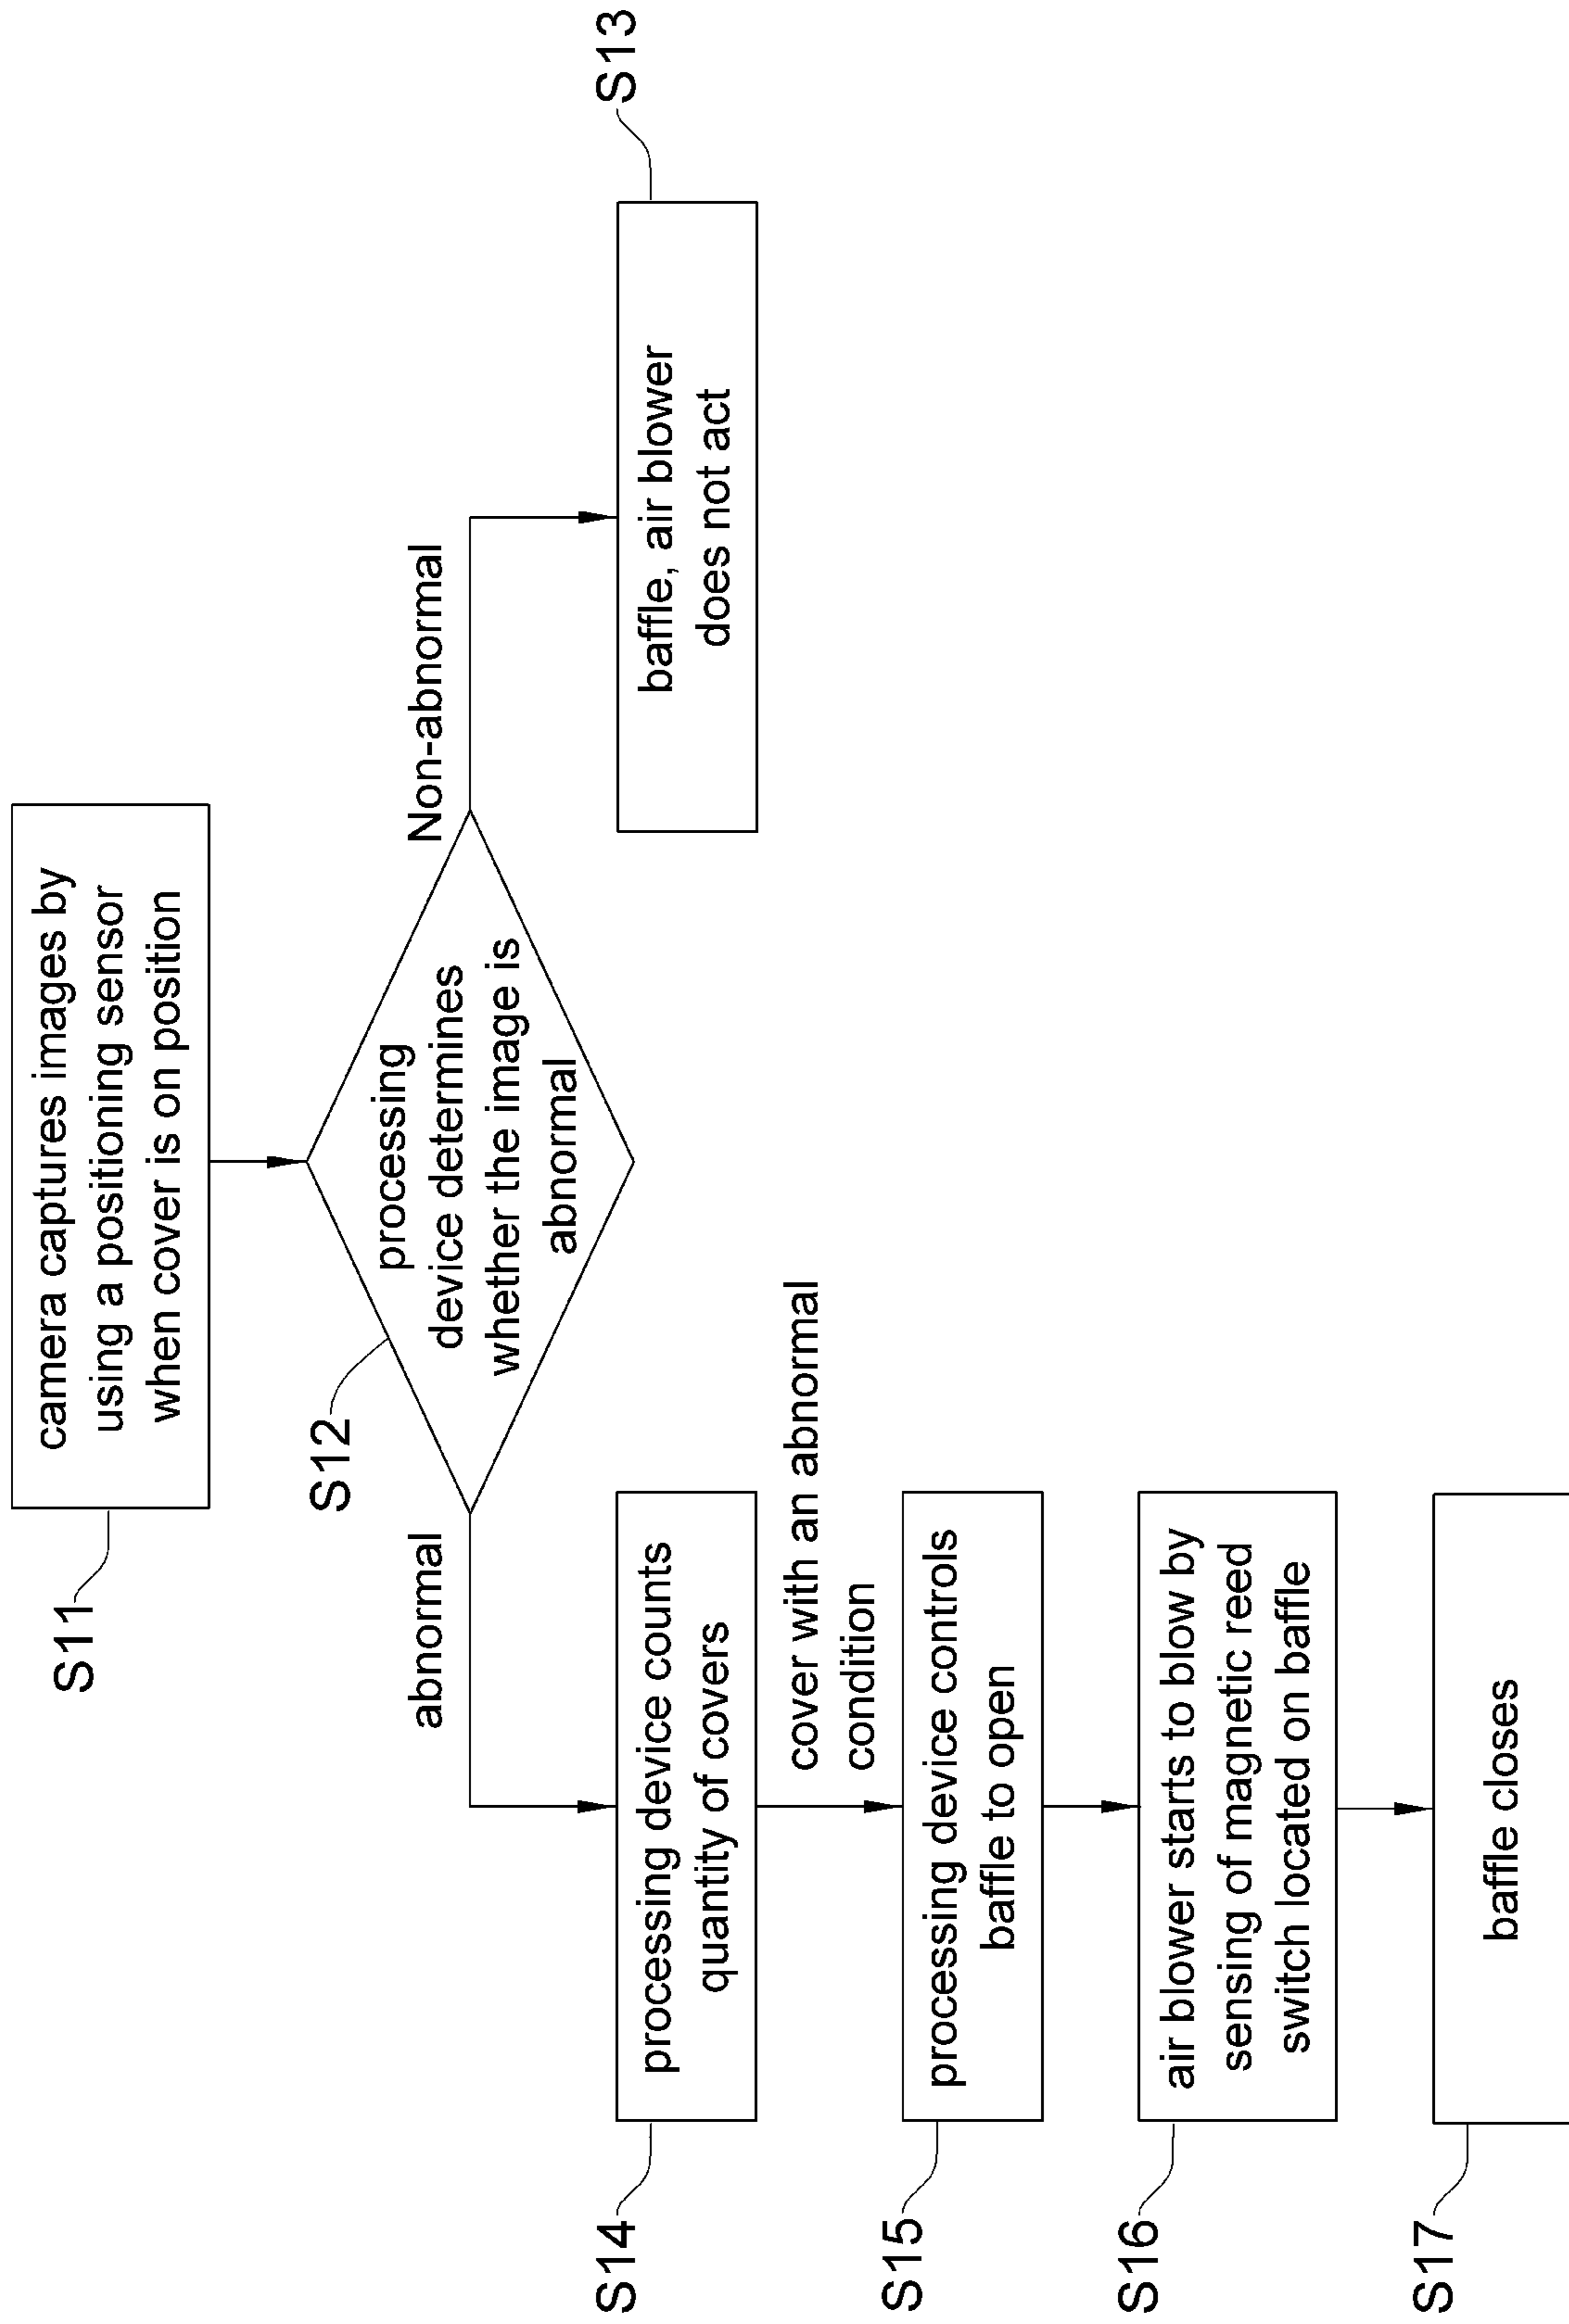 S11
camera captures images by
using a positioning sensor
when cover is on position
S12
processing
device determines
whether the image is
abnormal
abnormal
Non-abnormal
S14
processing device counts
quantity of covers
baffle, air blower
does not act
S13
cover with an abnormal
condition
S15
processing device controls
baffle to open
S16
air blower starts to blow by
sensing of magnetic reed
switch located on baffle
S17
baffle closes